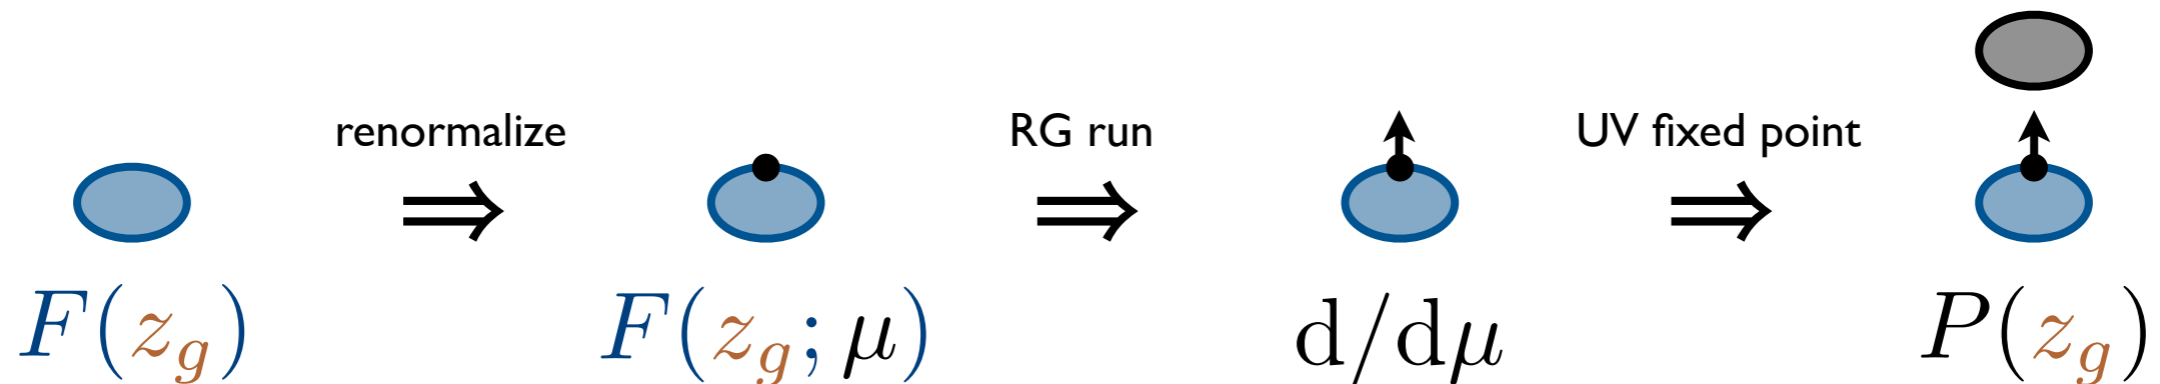 renormalize RG run UV fixed point
⇒ ⇒ ⇒
F(z_g) F(z_g; μ) d/dμ P(z_g)